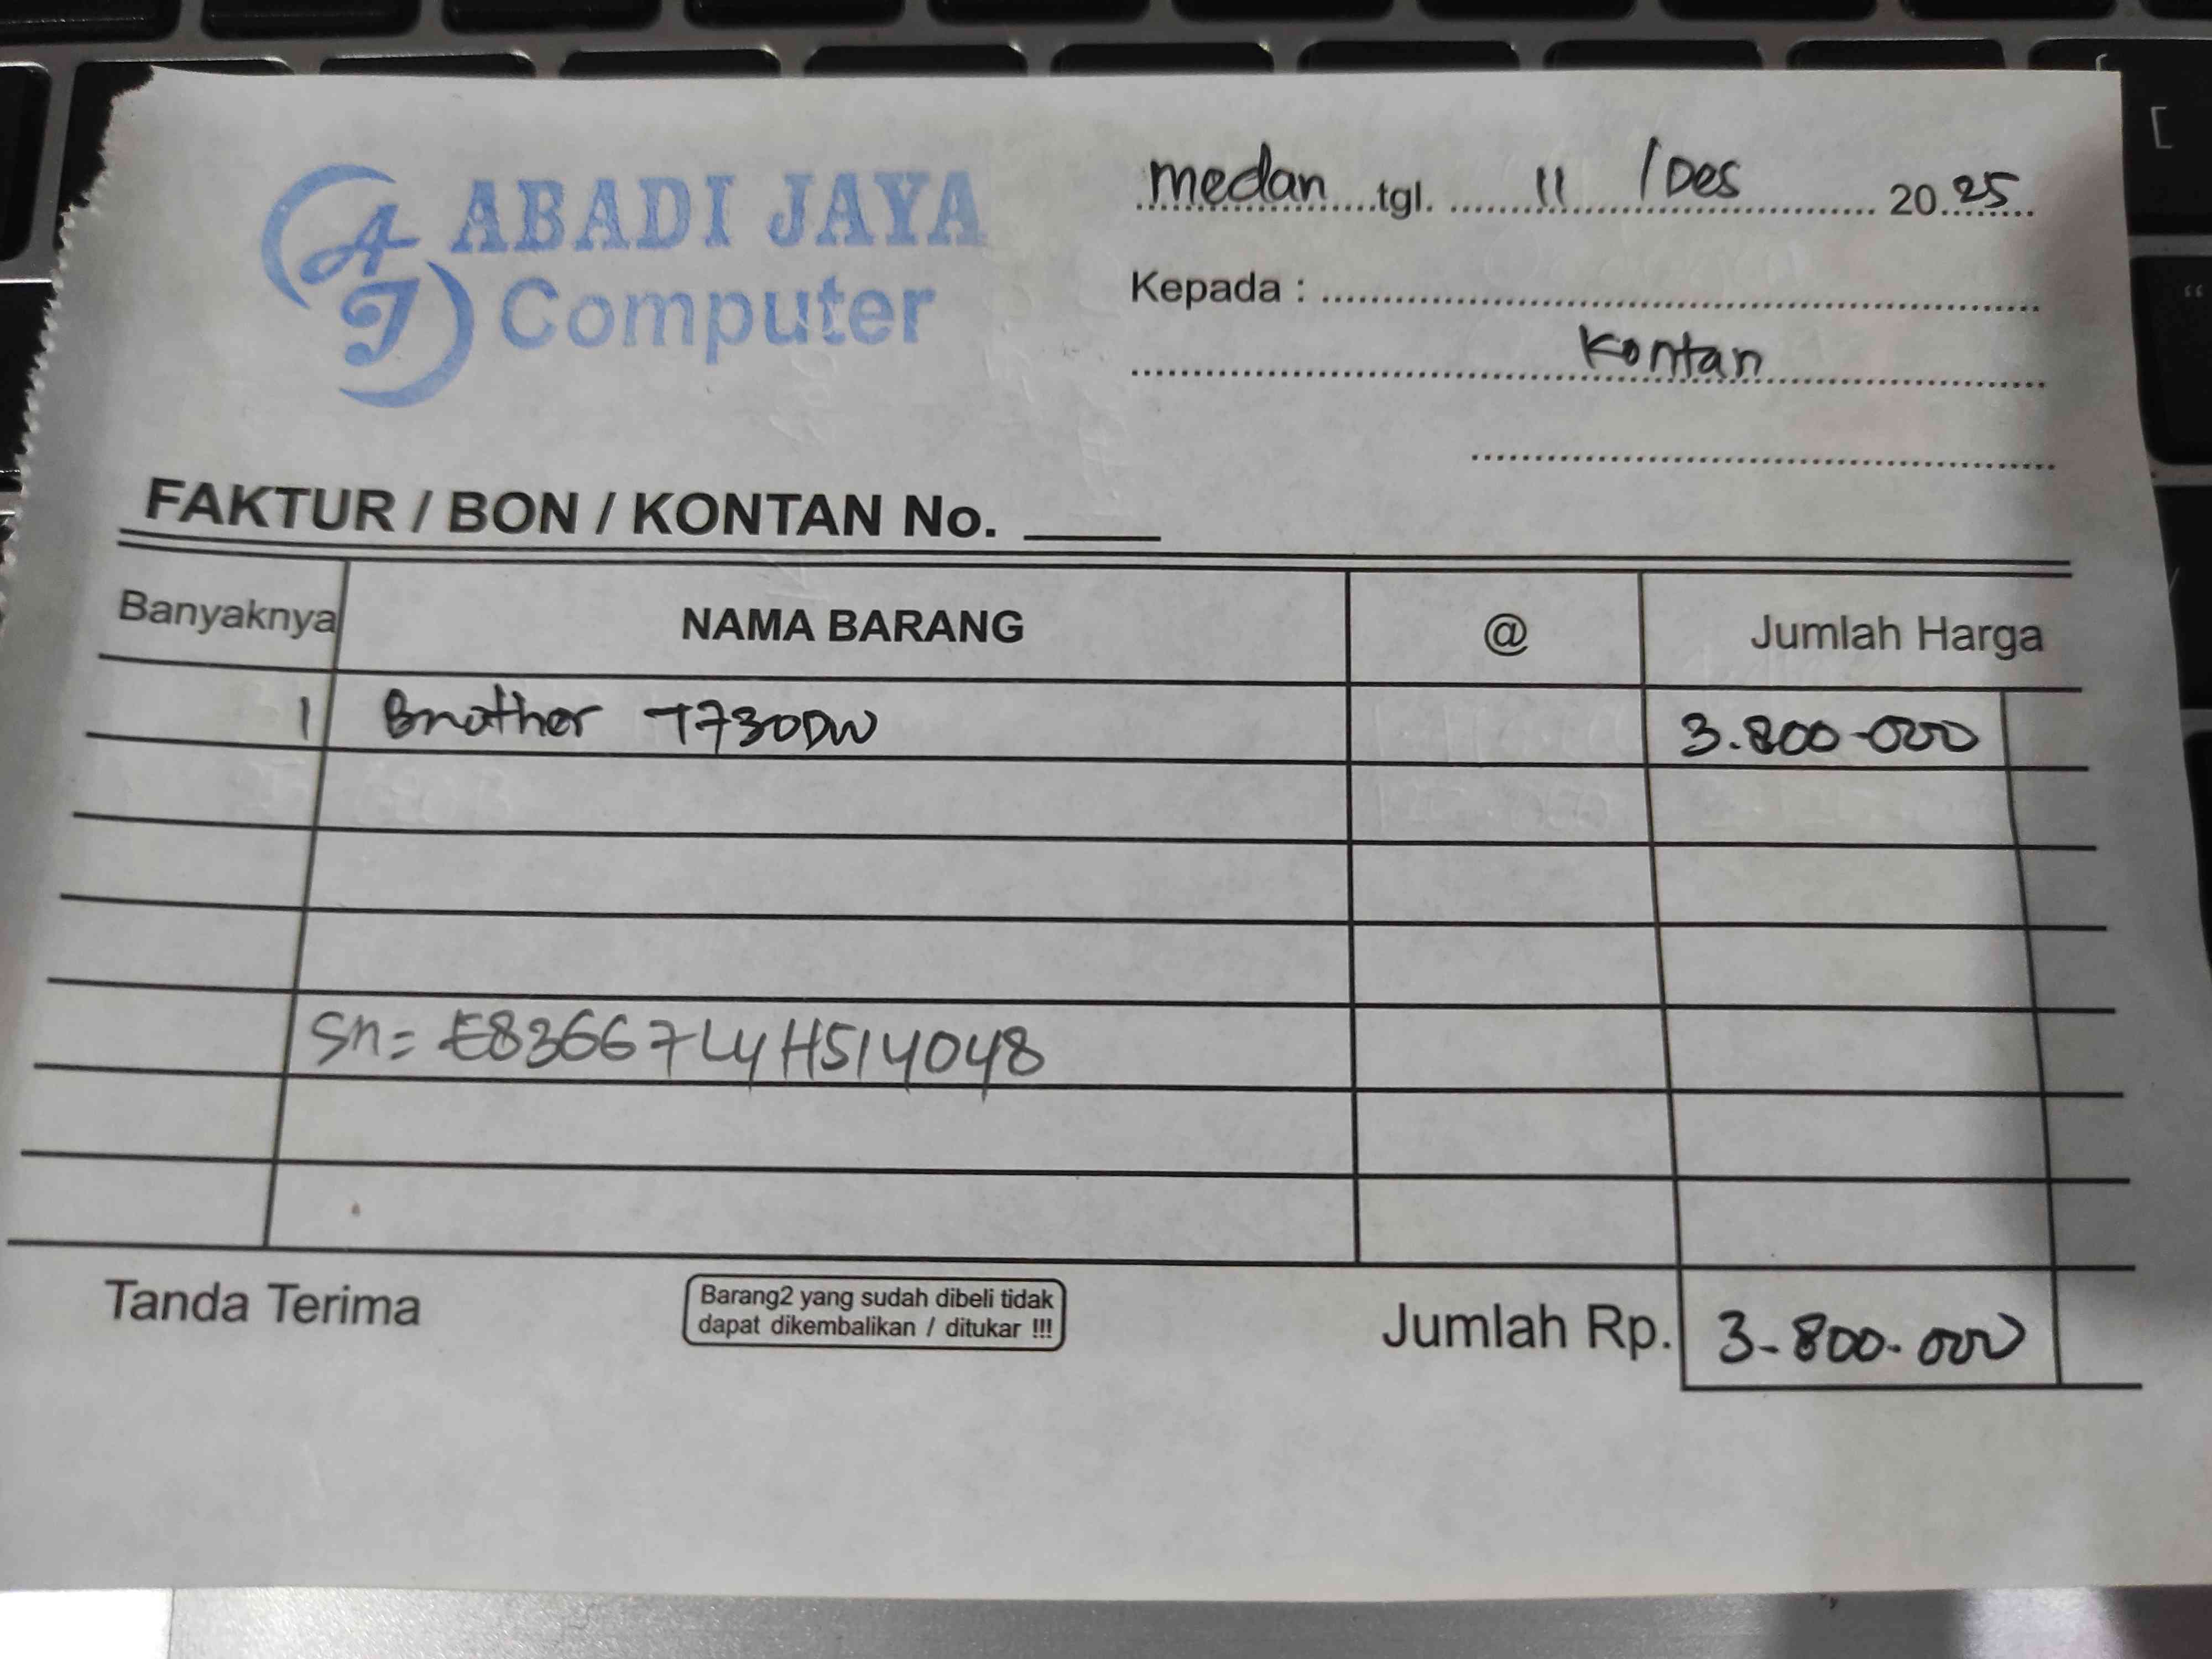 AJ ABADI JAYA
Computer
medan tgl. 11 / Des 2025
Kepada :
Kontan
FAKTUR / BON / KONTAN No.
Banyaknya NAMA BARANG @ Jumlah Harga
1 Brother T730DW 3.800.000
Sn= E83667L4H514048
Tanda Terima
Barang2 yang sudah dibeli tidak
dapat dikembalikan / ditukar !!!
Jumlah Rp. 3.800.000